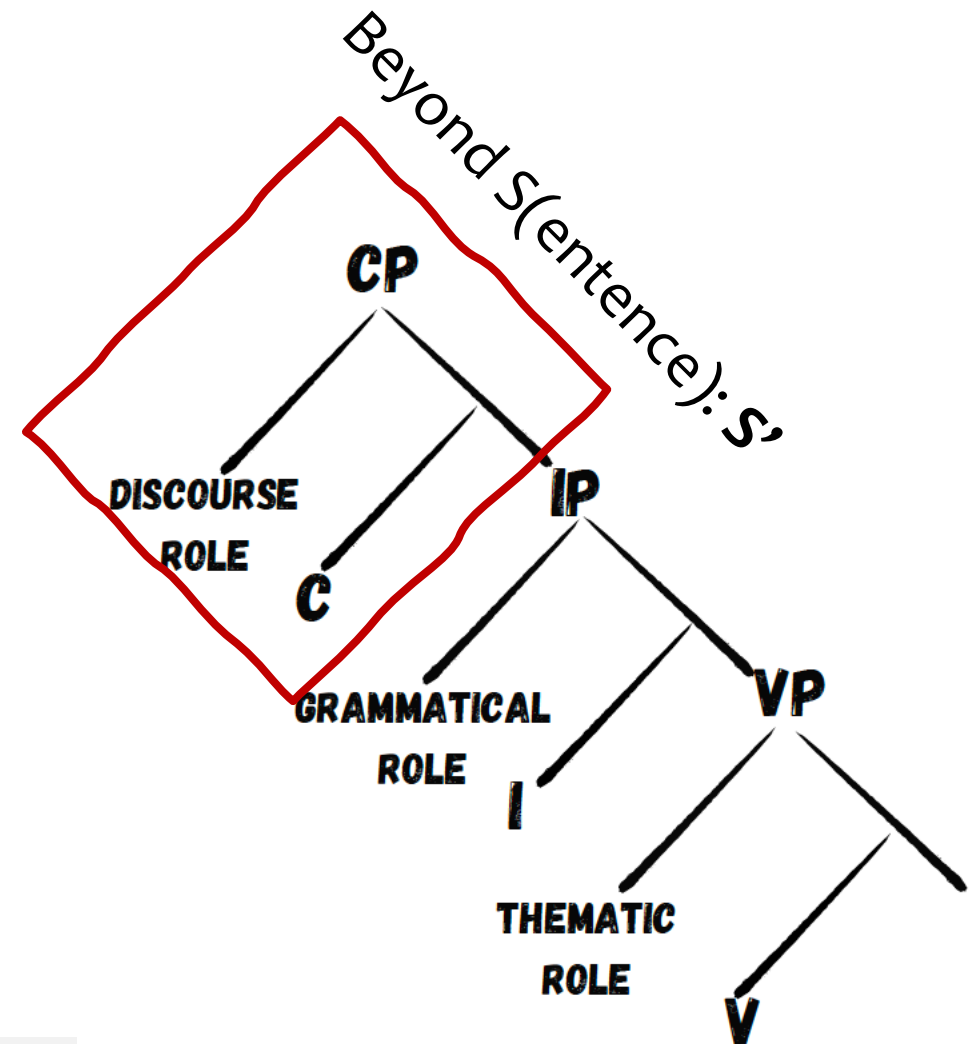 Beyond S(entence): S’
CP
DISCOURSE
ROLE
C
IP
GRAMMATICAL
ROLE
I
VP
THEMATIC
ROLE
V